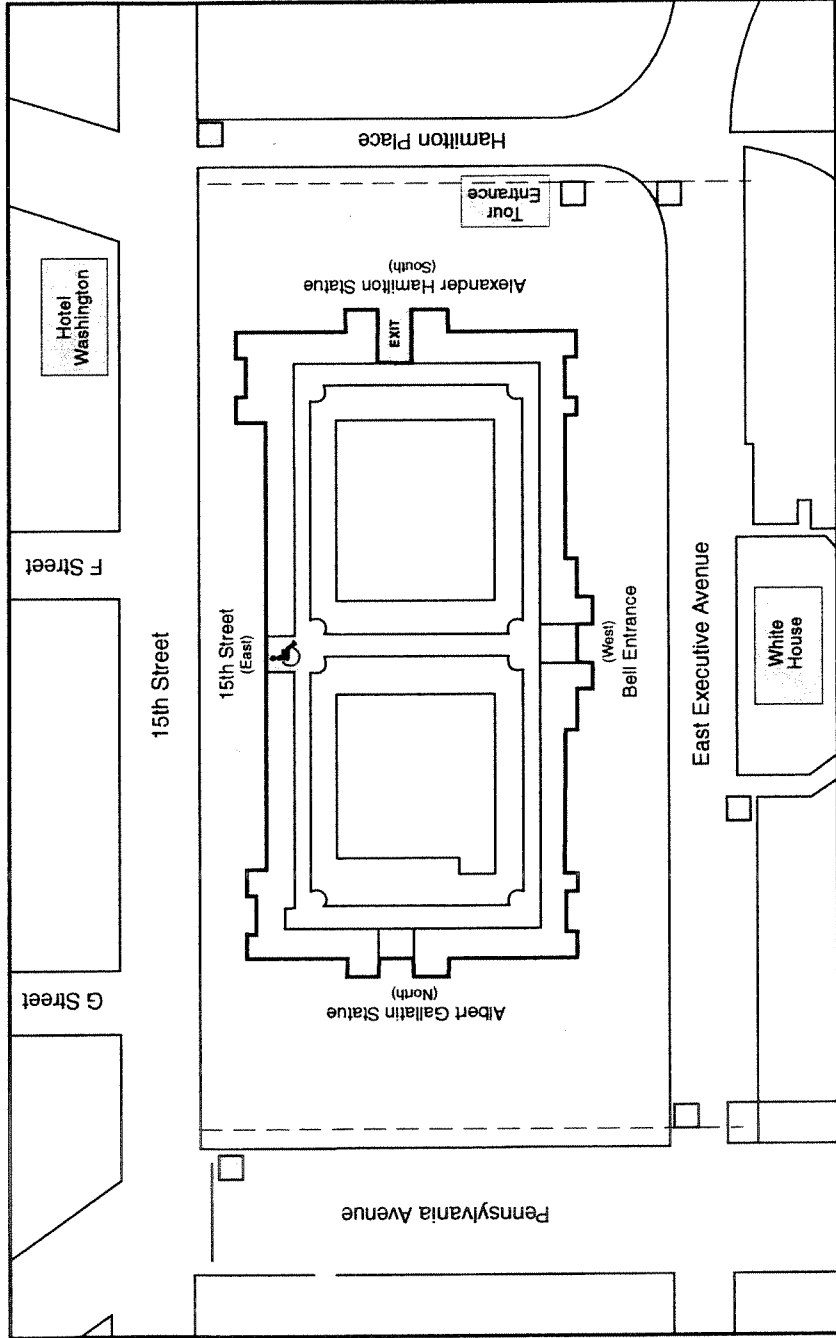 Hamilton Place
Tour
Entrance
Alexander Hamilton Statue
(South)
EXIT
Hotel
Washington
F Street
15th Street
15th Street
(East)
(West)
Bell Entrance
East Executive Avenue
White
House
G Street
Albert Gallatin Statue
(North)
Pennsylvania Avenue